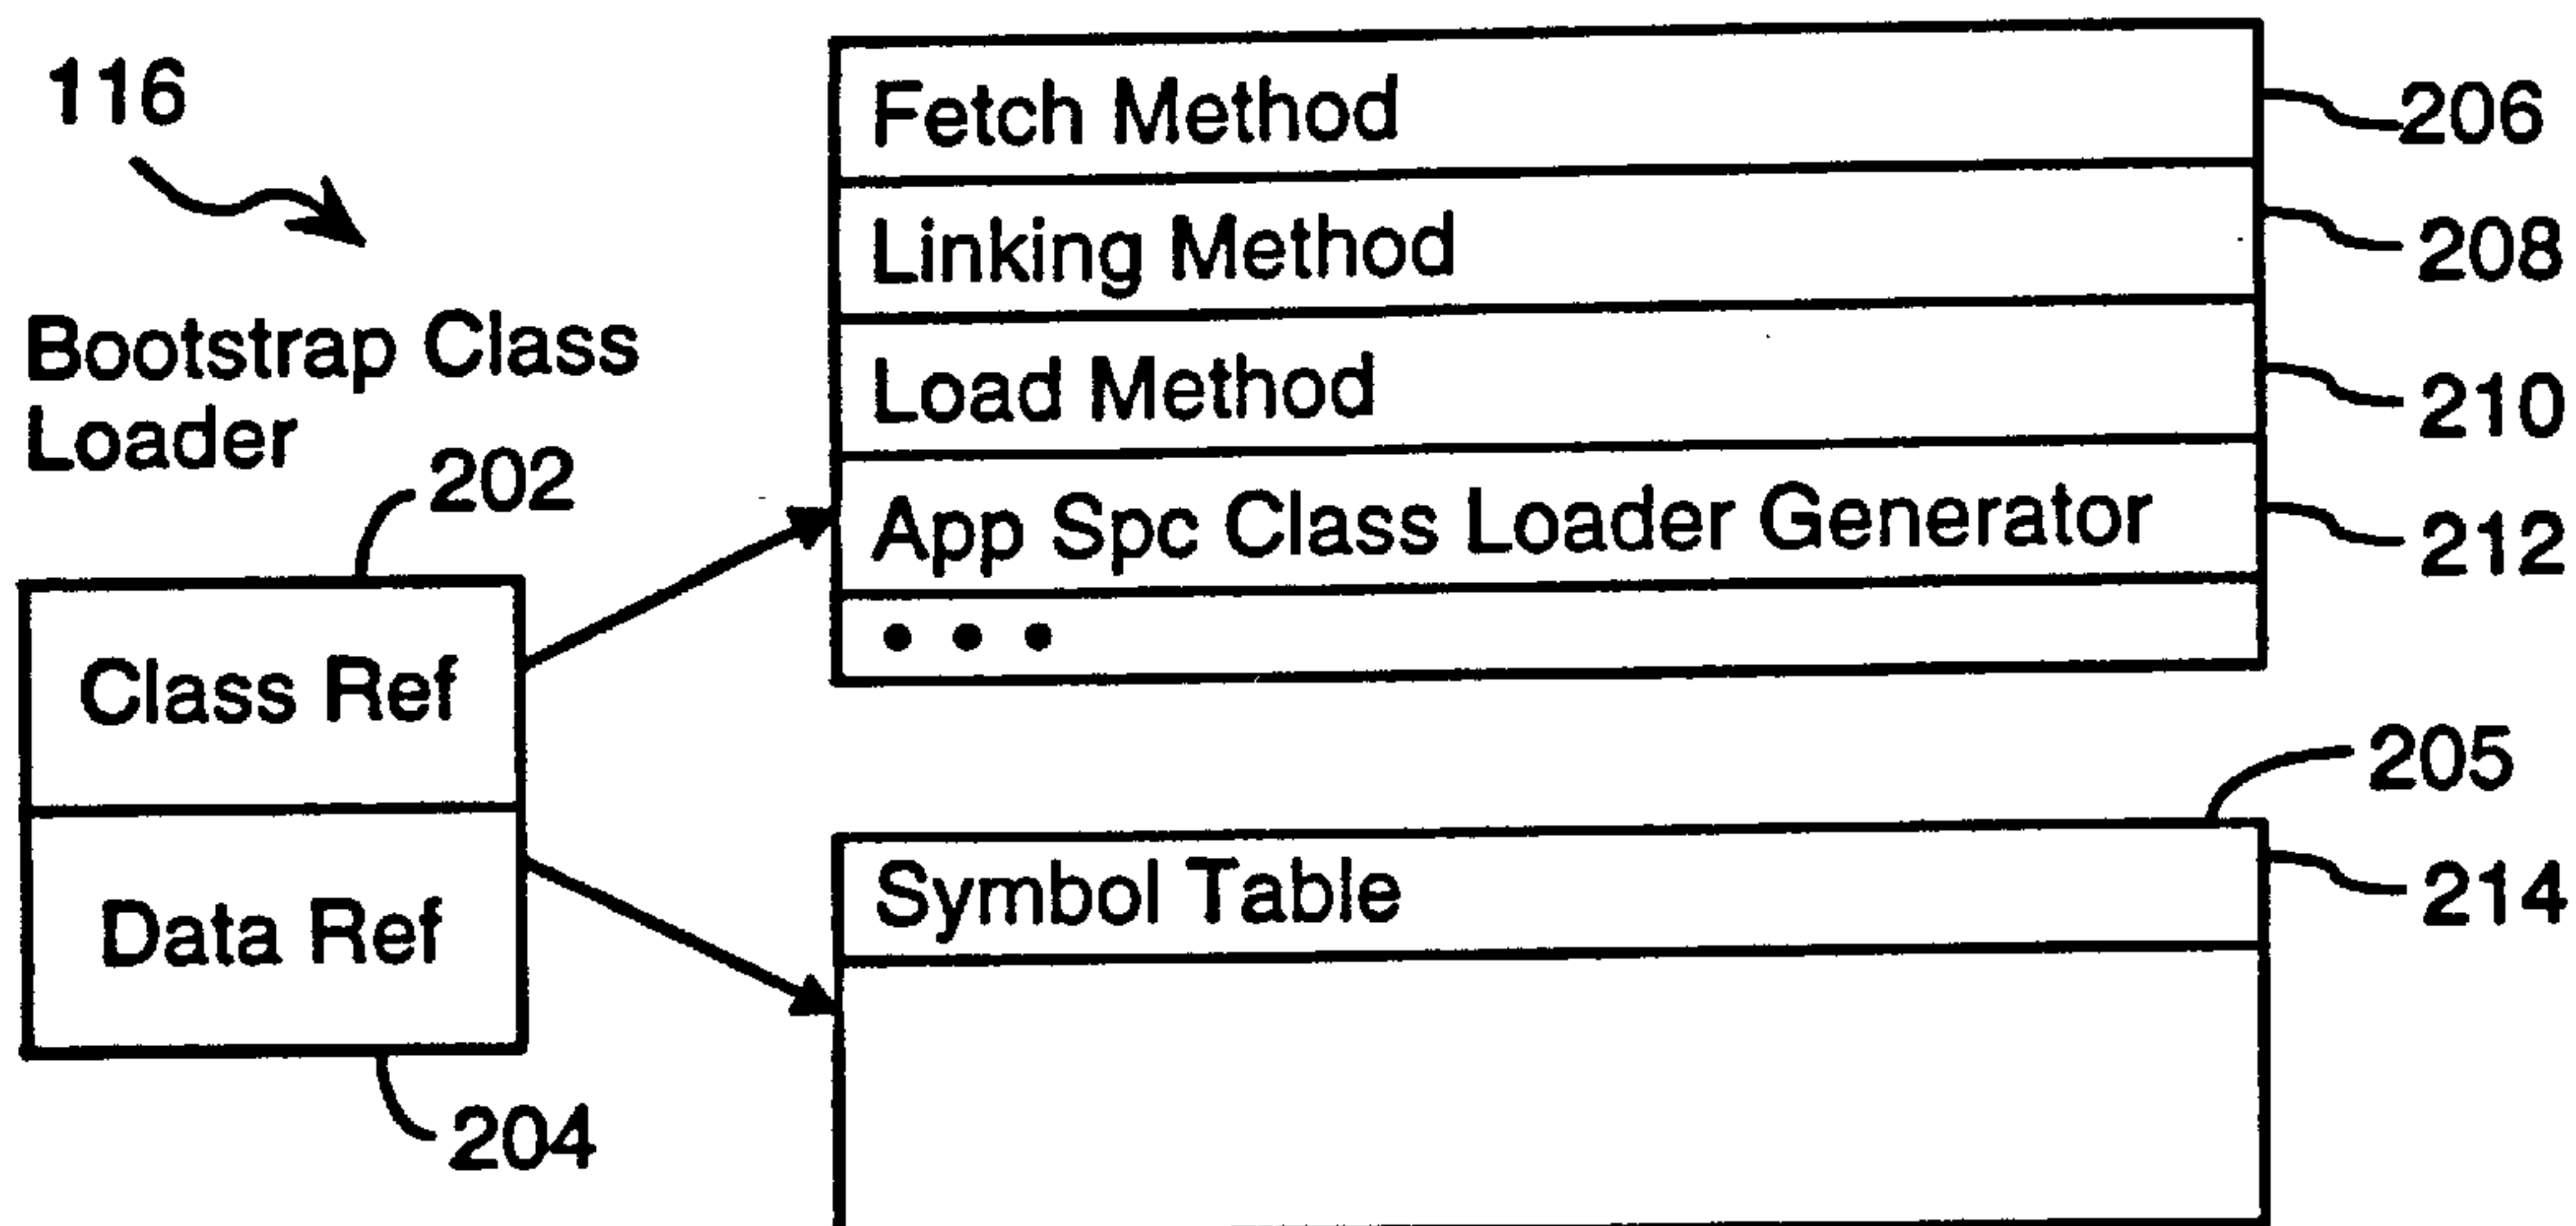 116
Bootstrap Class
Loader
202
Class Ref
Data Ref
204
Fetch Method
206
Linking Method
208
Load Method
210
App Spc Class Loader Generator
212
• • •
205
Symbol Table
214